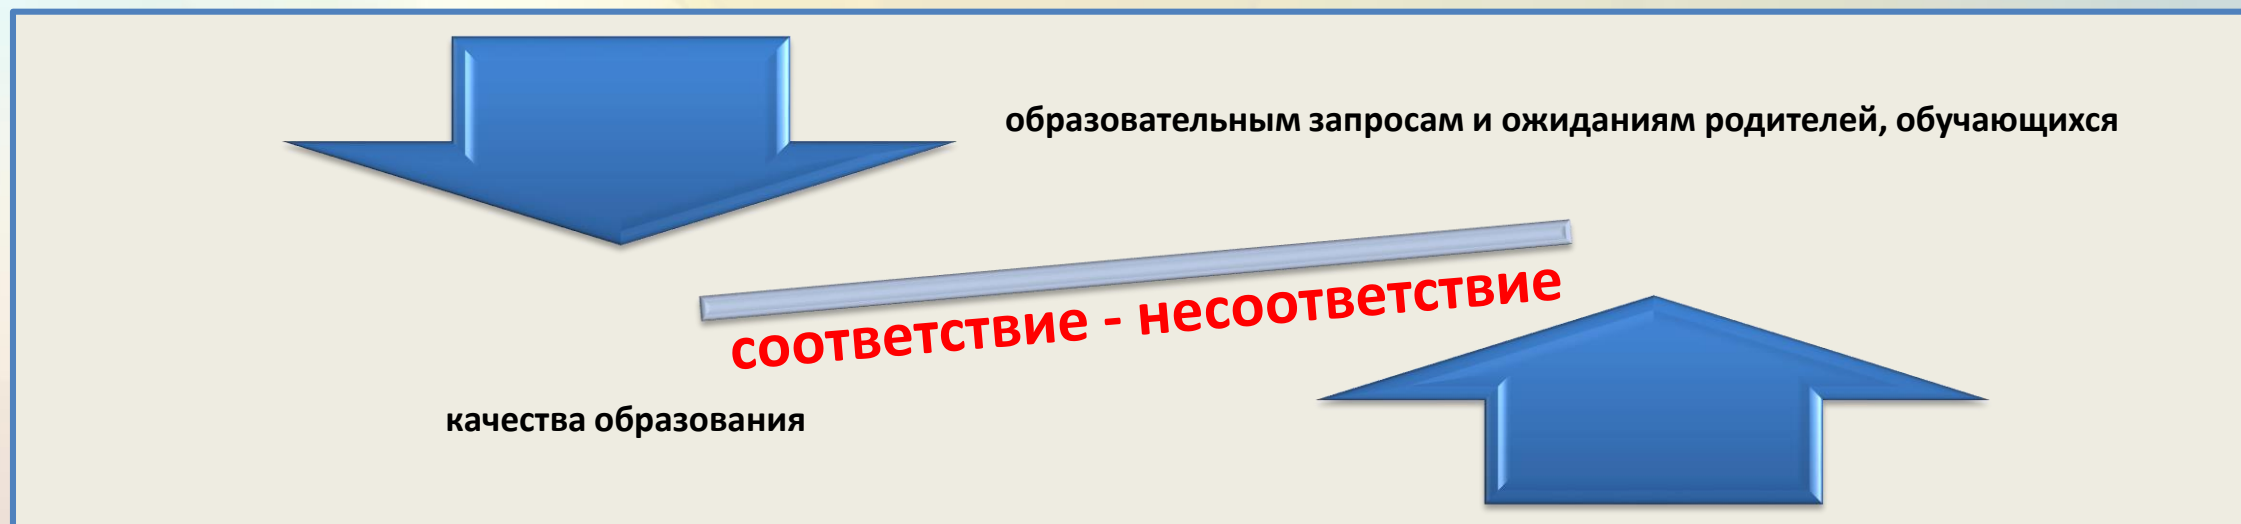 образовательным запросам и ожиданиям родителей, обучающихся
соответствие - несоответствие
качества образования